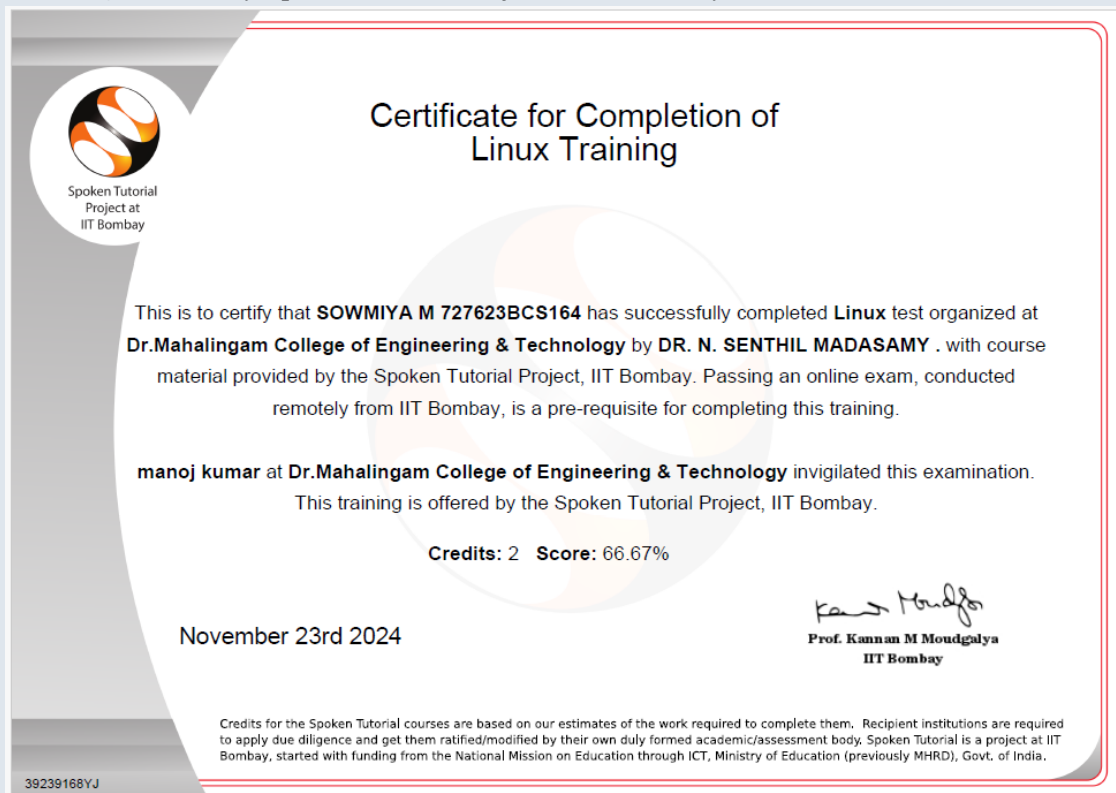 Certificate for Completion of
Linux Training
Spoken Tutorial
Project at
IIT Bombay
This is to certify that SOWMIYA M 727623BCS164 has successfully completed Linux test organized at
Dr.Mahalingam College of Engineering & Technology by DR. N. SENTHIL MADASAMY . with course
material provided by the Spoken Tutorial Project, IIT Bombay. Passing an online exam, conducted
remotely from IIT Bombay, is a pre-requisite for completing this training.
manoj kumar at Dr.Mahalingam College of Engineering & Technology invigilated this examination.
This training is offered by the Spoken Tutorial Project, IIT Bombay.
Credits: 2 Score: 66.67%
November 23rd 2024
Prof. Kannan M Moudgalya
IIT Bombay
Credits for the Spoken Tutorial courses are based on our estimates of the work required to complete them. Recipient institutions are required
to apply due diligence and get them ratified/modified by their own duly formed academic/assessment body. Spoken Tutorial is a project at IIT
Bombay, started with funding from the National Mission on Education through ICT, Ministry of Education (previously MHRD), Govt. of India.
39239168YJ